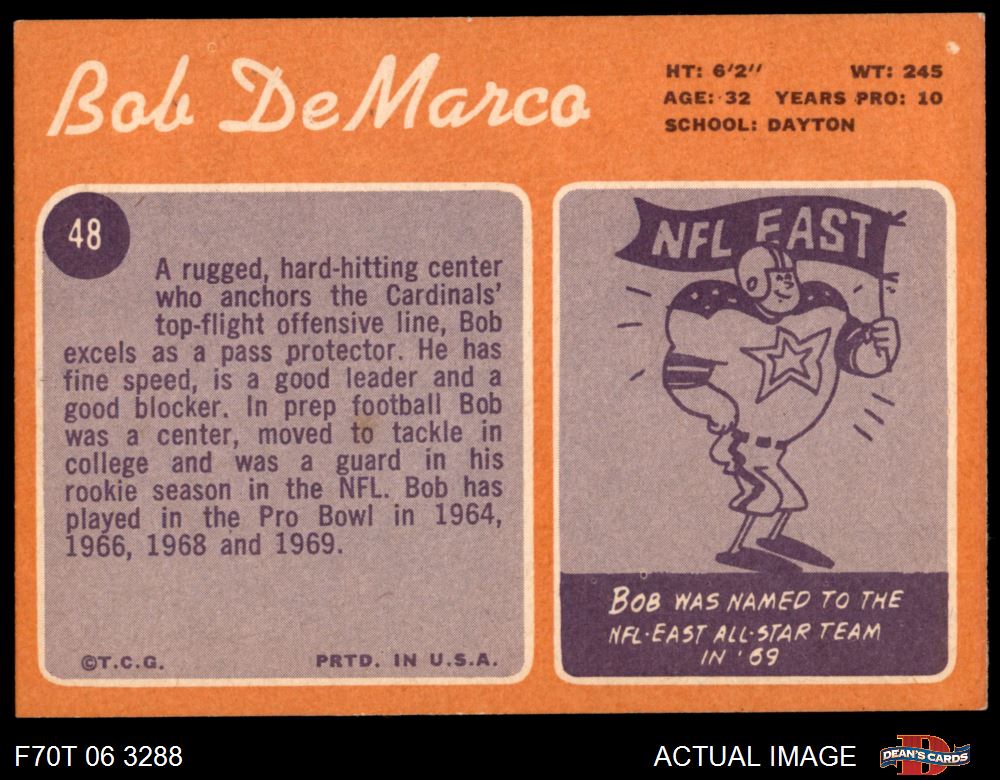 Bob DeMarco
HT: 6'2'' WT: 245
AGE: 32 YEARS PRO: 10
SCHOOL: DAYTON
48
A rugged, hard-hitting center
who anchors the Cardinals'
top-flight offensive line, Bob
excels as a pass protector. He has
fine speed, is a good leader and a
good blocker. In prep football Bob
was a center, moved to tackle in
college and was a guard in his
rookie season in the NFL. Bob has
played in the Pro Bowl in 1964,
1966, 1968 and 1969.
©T.C.G. PRTD. IN U.S.A.
NFL EAST
BOB WAS NAMED TO THE
NFL-EAST ALL-STAR TEAM
IN '69
F70T 06 3288
ACTUAL IMAGE
DEAN'S CARDS